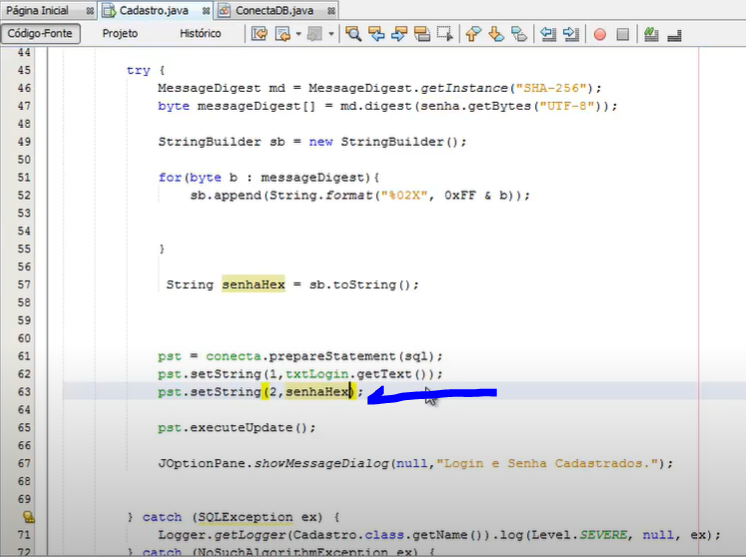 Página Inicial Cadastro.java ConectaDB.java
Código-Fonte Projeto Histórico
44
45 try {
46 MessageDigest md = MessageDigest.getInstance("SHA-256");
47 byte messageDigest[] = md.digest(senha.getBytes("UTF-8"));
48
49 StringBuilder sb = new StringBuilder();
50
51 for(byte b : messageDigest){
52 sb.append(String.format("%02X", 0xFF & b));
53
54
55 }
56
57 String senhaHex = sb.toString();
58
59
60
61 pst = conecta.prepareStatement(sql);
62 pst.setString(1,txtLogin.getText());
63 pst.setString(2,senhaHex);
64
65 pst.executeUpdate();
66
67 JOptionPane.showMessageDialog(null,"Login e Senha Cadastrados.");
68
69
} catch (SQLException ex) {
71 Logger.getLogger(Cadastro.class.getName()).log(Level.SEVERE, null, ex);
72 } catch (NoSuchAlgorithmException ex) {